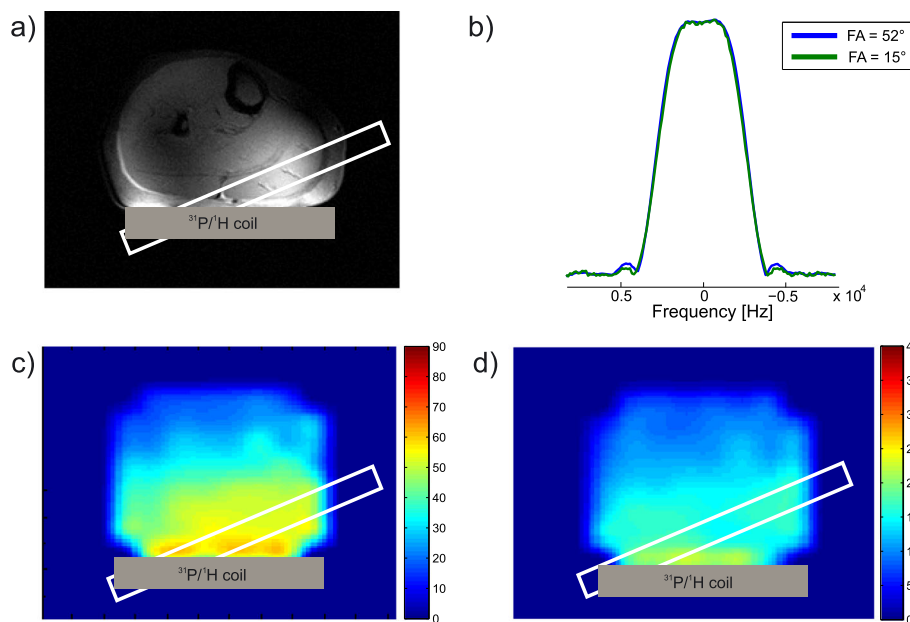 a)
³¹P/¹H coil
b)
FA = 52°
FA = 15°
0.5
0
−0.5
x 10⁴
Frequency [Hz]
c)
90
80
70
60
50
40
30
20
10
0
³¹P/¹H coil
d)
³¹P/¹H coil